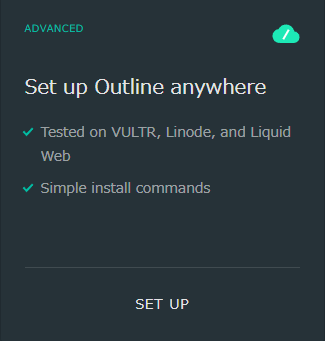 ADVANCED
Set up Outline anywhere
Tested on VULTR, Linode, and Liquid
Web
Simple install commands
SET UP